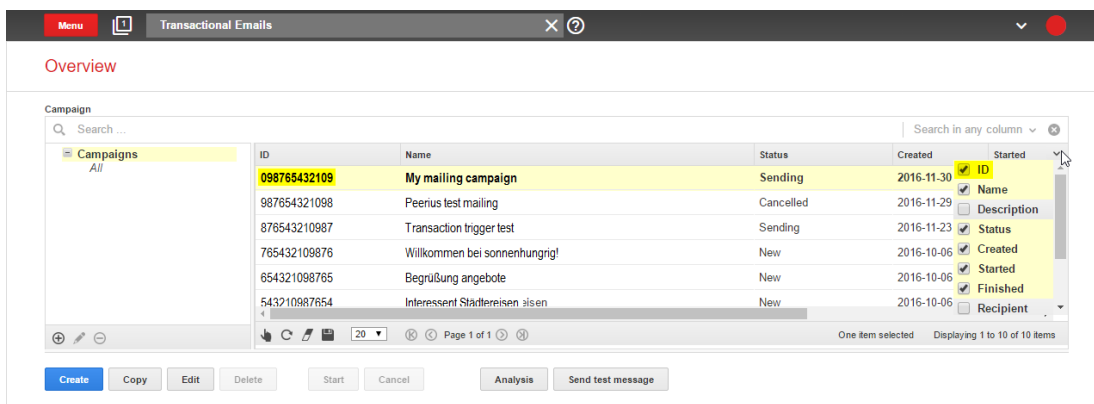 Menu 1 Transactional Emails
Overview
Campaign
Search ... Search in any column
Campaigns
All
ID Name Status Created Started
098765432109 My mailing campaign Sending 2016-11-30
987654321098 Peerius test mailing Cancelled 2016-11-29
876543210987 Transaction trigger test Sending 2016-11-23
765432109876 Willkommen bei sonnenhungrig! New 2016-10-06
654321098765 Begrüßung angebote New 2016-10-06
543210987654 Interessent Städtereisen aisen New 2016-10-06
ID
Name
Description
Status
Created
Started
Finished
Recipient
20 Page 1 of 1 One item selected Displaying 1 to 10 of 10 items
Create Copy Edit Delete Start Cancel Analysis Send test message